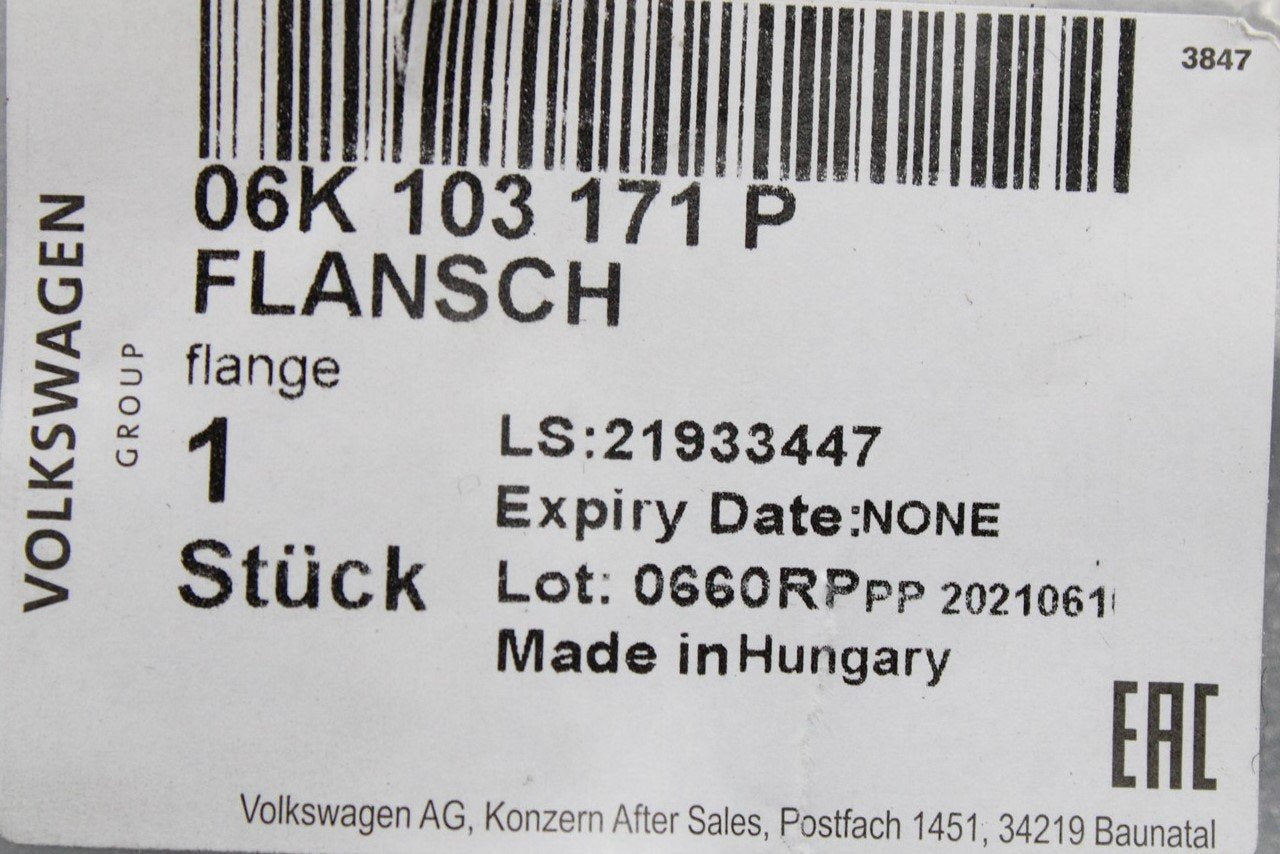 3847
06K 103 171 P
FLANSCH
flange
1
Stück
LS:21933447
Expiry Date:NONE
Lot: 0660RPPP 2021061
Made in Hungary
VOLKSWAGEN
GROUP
EAC
Volkswagen AG, Konzern After Sales, Postfach 1451, 34219 Baunatal